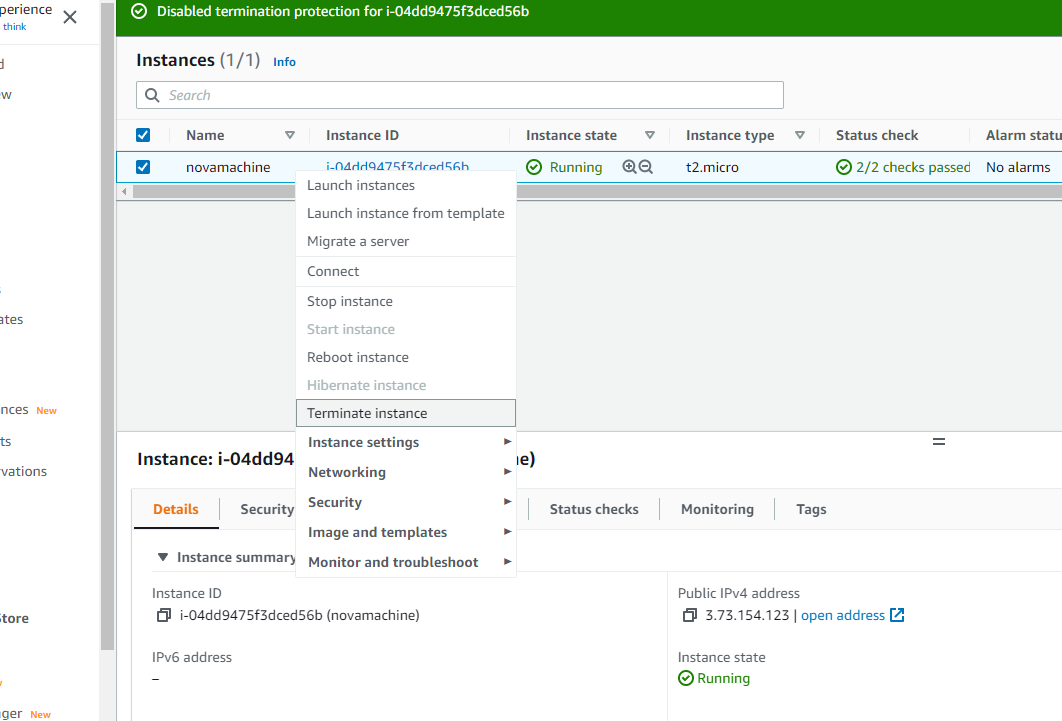 perience
think
Disabled termination protection for i-04dd9475f3dced56b
Instances (1/1) Info
Search
Name Instance ID Instance state Instance type Status check Alarm statu
novamachine i-04dd9475f3dced56b Running t2.micro 2/2 checks passed No alarms
Launch instances
Launch instance from template
Migrate a server
Connect
Stop instance
Start instance
Reboot instance
Hibernate instance
Terminate instance
Instance settings
Networking
Security
Image and templates
Monitor and troubleshoot
d
ew
s
ates
nces New
ts
rvations
Store
ger New
Instance: i-04dd94 ne)
Details Security Status checks Monitoring Tags
Instance summary
Instance ID
i-04dd9475f3dced56b (novamachine)
Public IPv4 address
3.73.154.123 | open address
IPv6 address
–
Instance state
Running